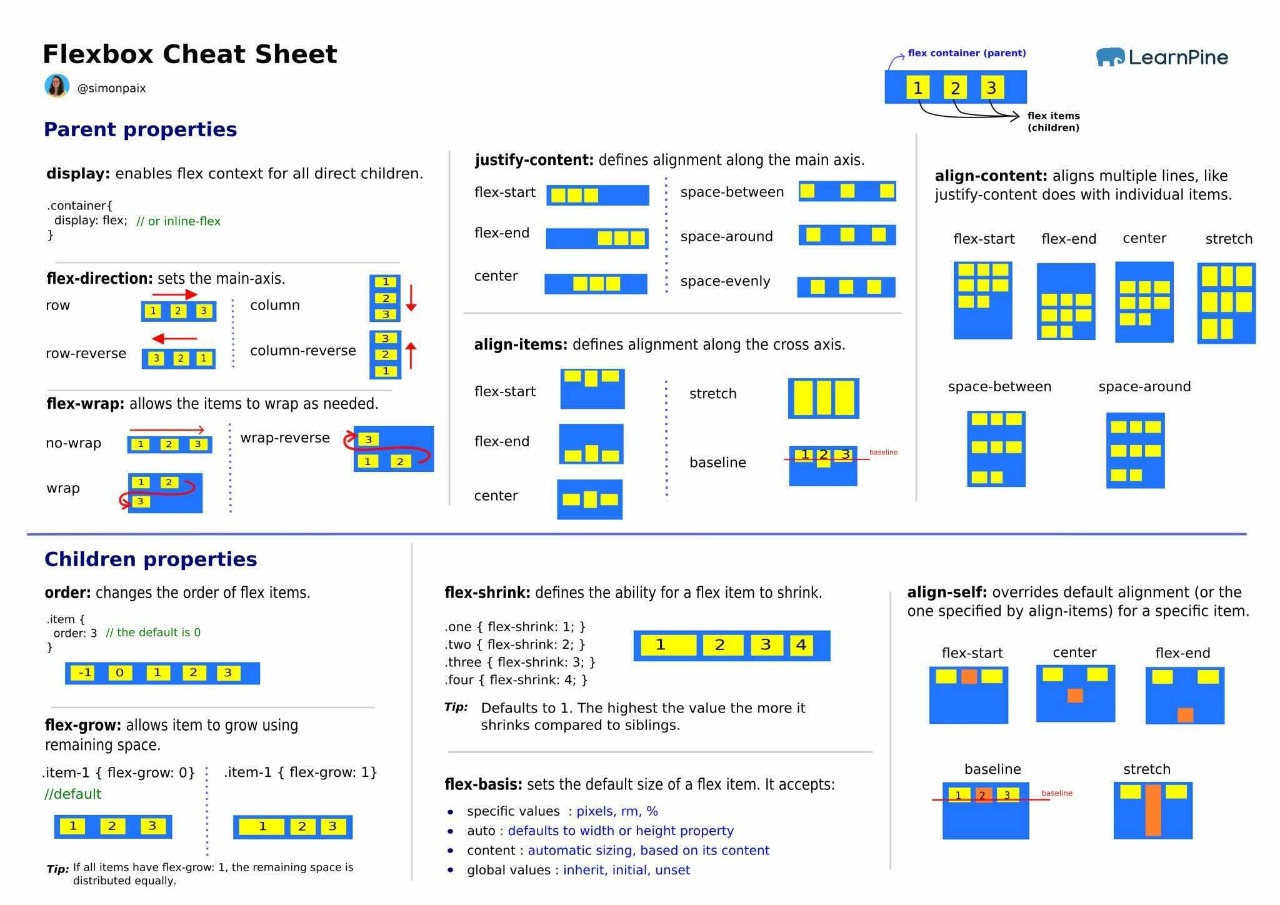 Flexbox Cheat Sheet
@simonpaix
flex container (parent)
1 2 3
flex items
(children)
LearnPine
Parent properties
display: enables flex context for all direct children.
.container{
display: flex; // or inline-flex
}
flex-direction: sets the main-axis.
row
1 2 3
column
1
2
3
row-reverse
3 2 1
column-reverse
3
2
1
flex-wrap: allows the items to wrap as needed.
no-wrap
1 2 3
wrap-reverse
3
1 2
wrap
1 2
3
justify-content: defines alignment along the main axis.
flex-start
space-between
flex-end
space-around
center
space-evenly
align-items: defines alignment along the cross axis.
flex-start
stretch
flex-end
baseline
1 2 3
baseline
center
align-content: aligns multiple lines, like
justify-content does with individual items.
flex-start
flex-end
center
stretch
space-between
space-around
Children properties
order: changes the order of flex items.
.item {
order: 3 // the default is 0
}
-1 0 1 2 3
flex-grow: allows item to grow using
remaining space.
.item-1 { flex-grow: 0}
//default
1 2 3
.item-1 { flex-grow: 1}
1 2 3
Tip: If all items have flex-grow: 1, the remaining space is
distributed equally.
flex-shrink: defines the ability for a flex item to shrink.
.one { flex-shrink: 1; }
.two { flex-shrink: 2; }
.three { flex-shrink: 3; }
.four { flex-shrink: 4; }
1 2 3 4
Tip: Defaults to 1. The highest the value the more it
shrinks compared to siblings.
flex-basis: sets the default size of a flex item. It accepts:
• specific values : pixels, rm, %
• auto : defaults to width or height property
• content : automatic sizing, based on its content
• global values : inherit, initial, unset
align-self: overrides default alignment (or the
one specified by align-items) for a specific item.
flex-start
center
flex-end
baseline
1 2 3
baseline
stretch